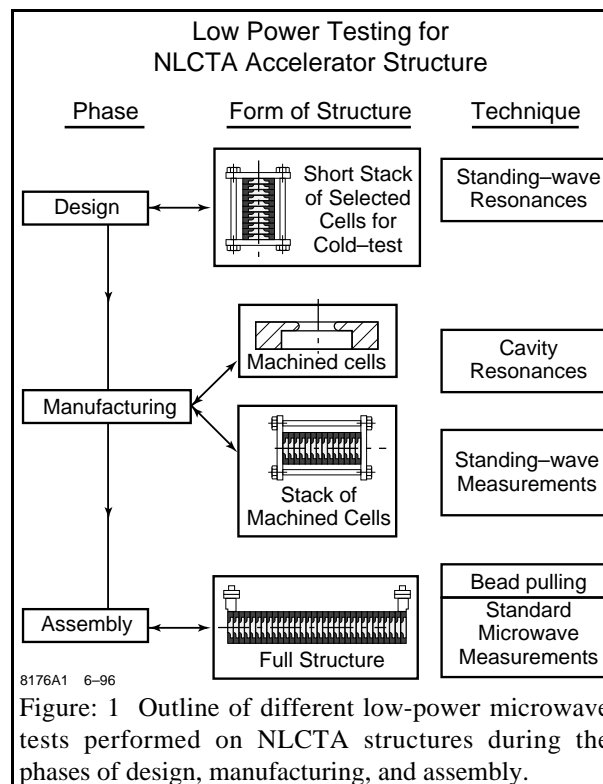 Low Power Testing for
NLCTA Accelerator Structure
Phase Form of Structure Technique
Design
Short Stack
of Selected
Cells for
Cold–test
Standing–wave
Resonances
Manufacturing
Machined cells
Cavity
Resonances
Stack of
Machined Cells
Standing–wave
Measurements
Assembly
Full Structure
Bead pulling
Standard
Microwave
Measurements
8176A1 6–96
Figure: 1 Outline of different low-power microwave
tests performed on NLCTA structures during the
phases of design, manufacturing, and assembly.